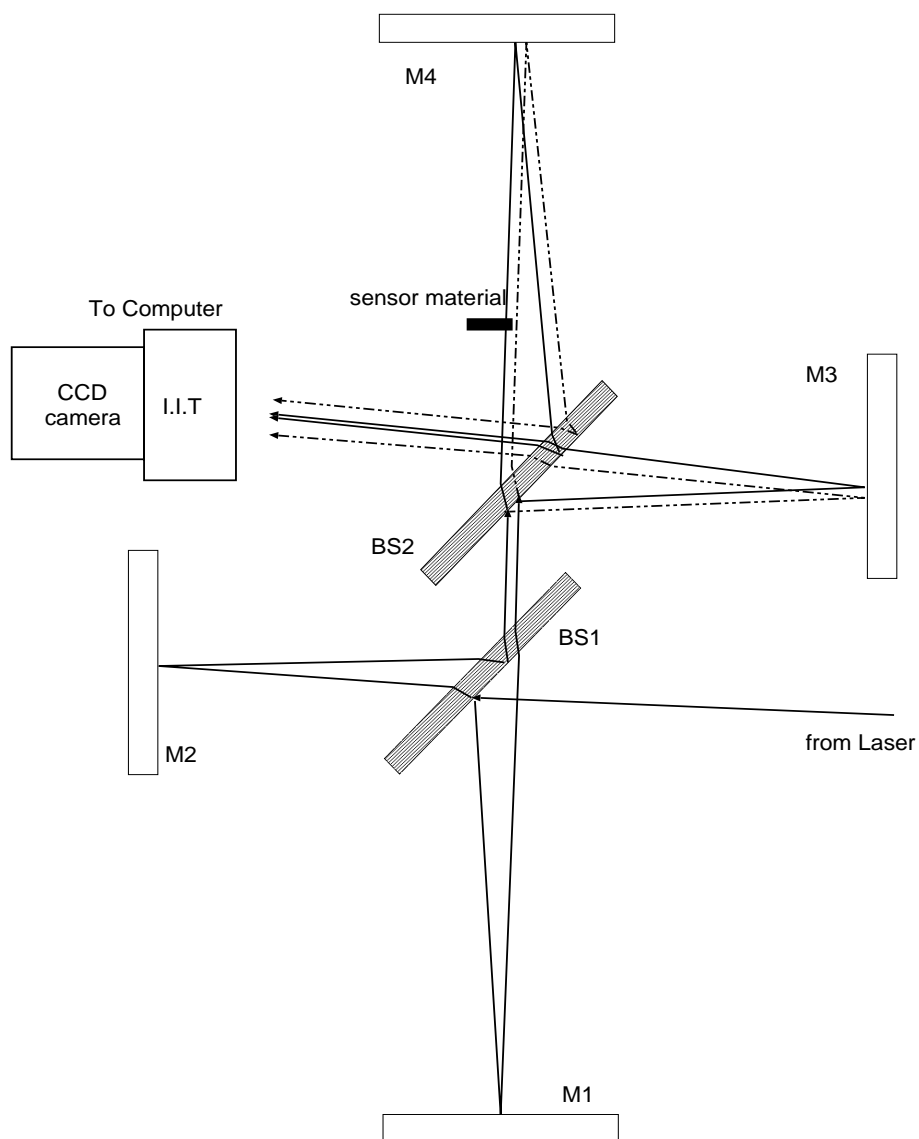 M4
sensor material
To Computer
CCD
camera
I.I.T
M3
BS2
BS1
M2
from Laser
M1